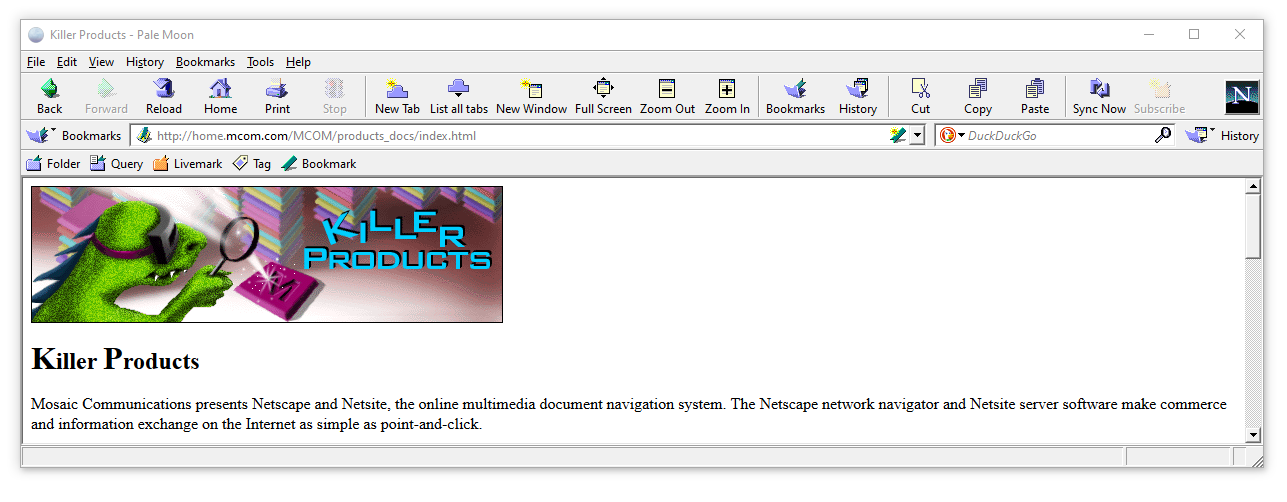 Killer Products - Pale Moon
File Edit View History Bookmarks Tools Help
Back Forward Reload Home Print Stop New Tab List all tabs New Window Full Screen Zoom Out Zoom In Bookmarks History Cut Copy Paste Sync Now Subscribe N
Bookmarks http://home.mcom.com/MCOM/products_docs/index.html DuckDuckGo History
Folder Query Livemark Tag Bookmark
KILLER
PRODUCTS
M
Killer Products
Mosaic Communications presents Netscape and Netsite, the online multimedia document navigation system. The Netscape network navigator and Netsite server software make commerce
and information exchange on the Internet as simple as point-and-click.